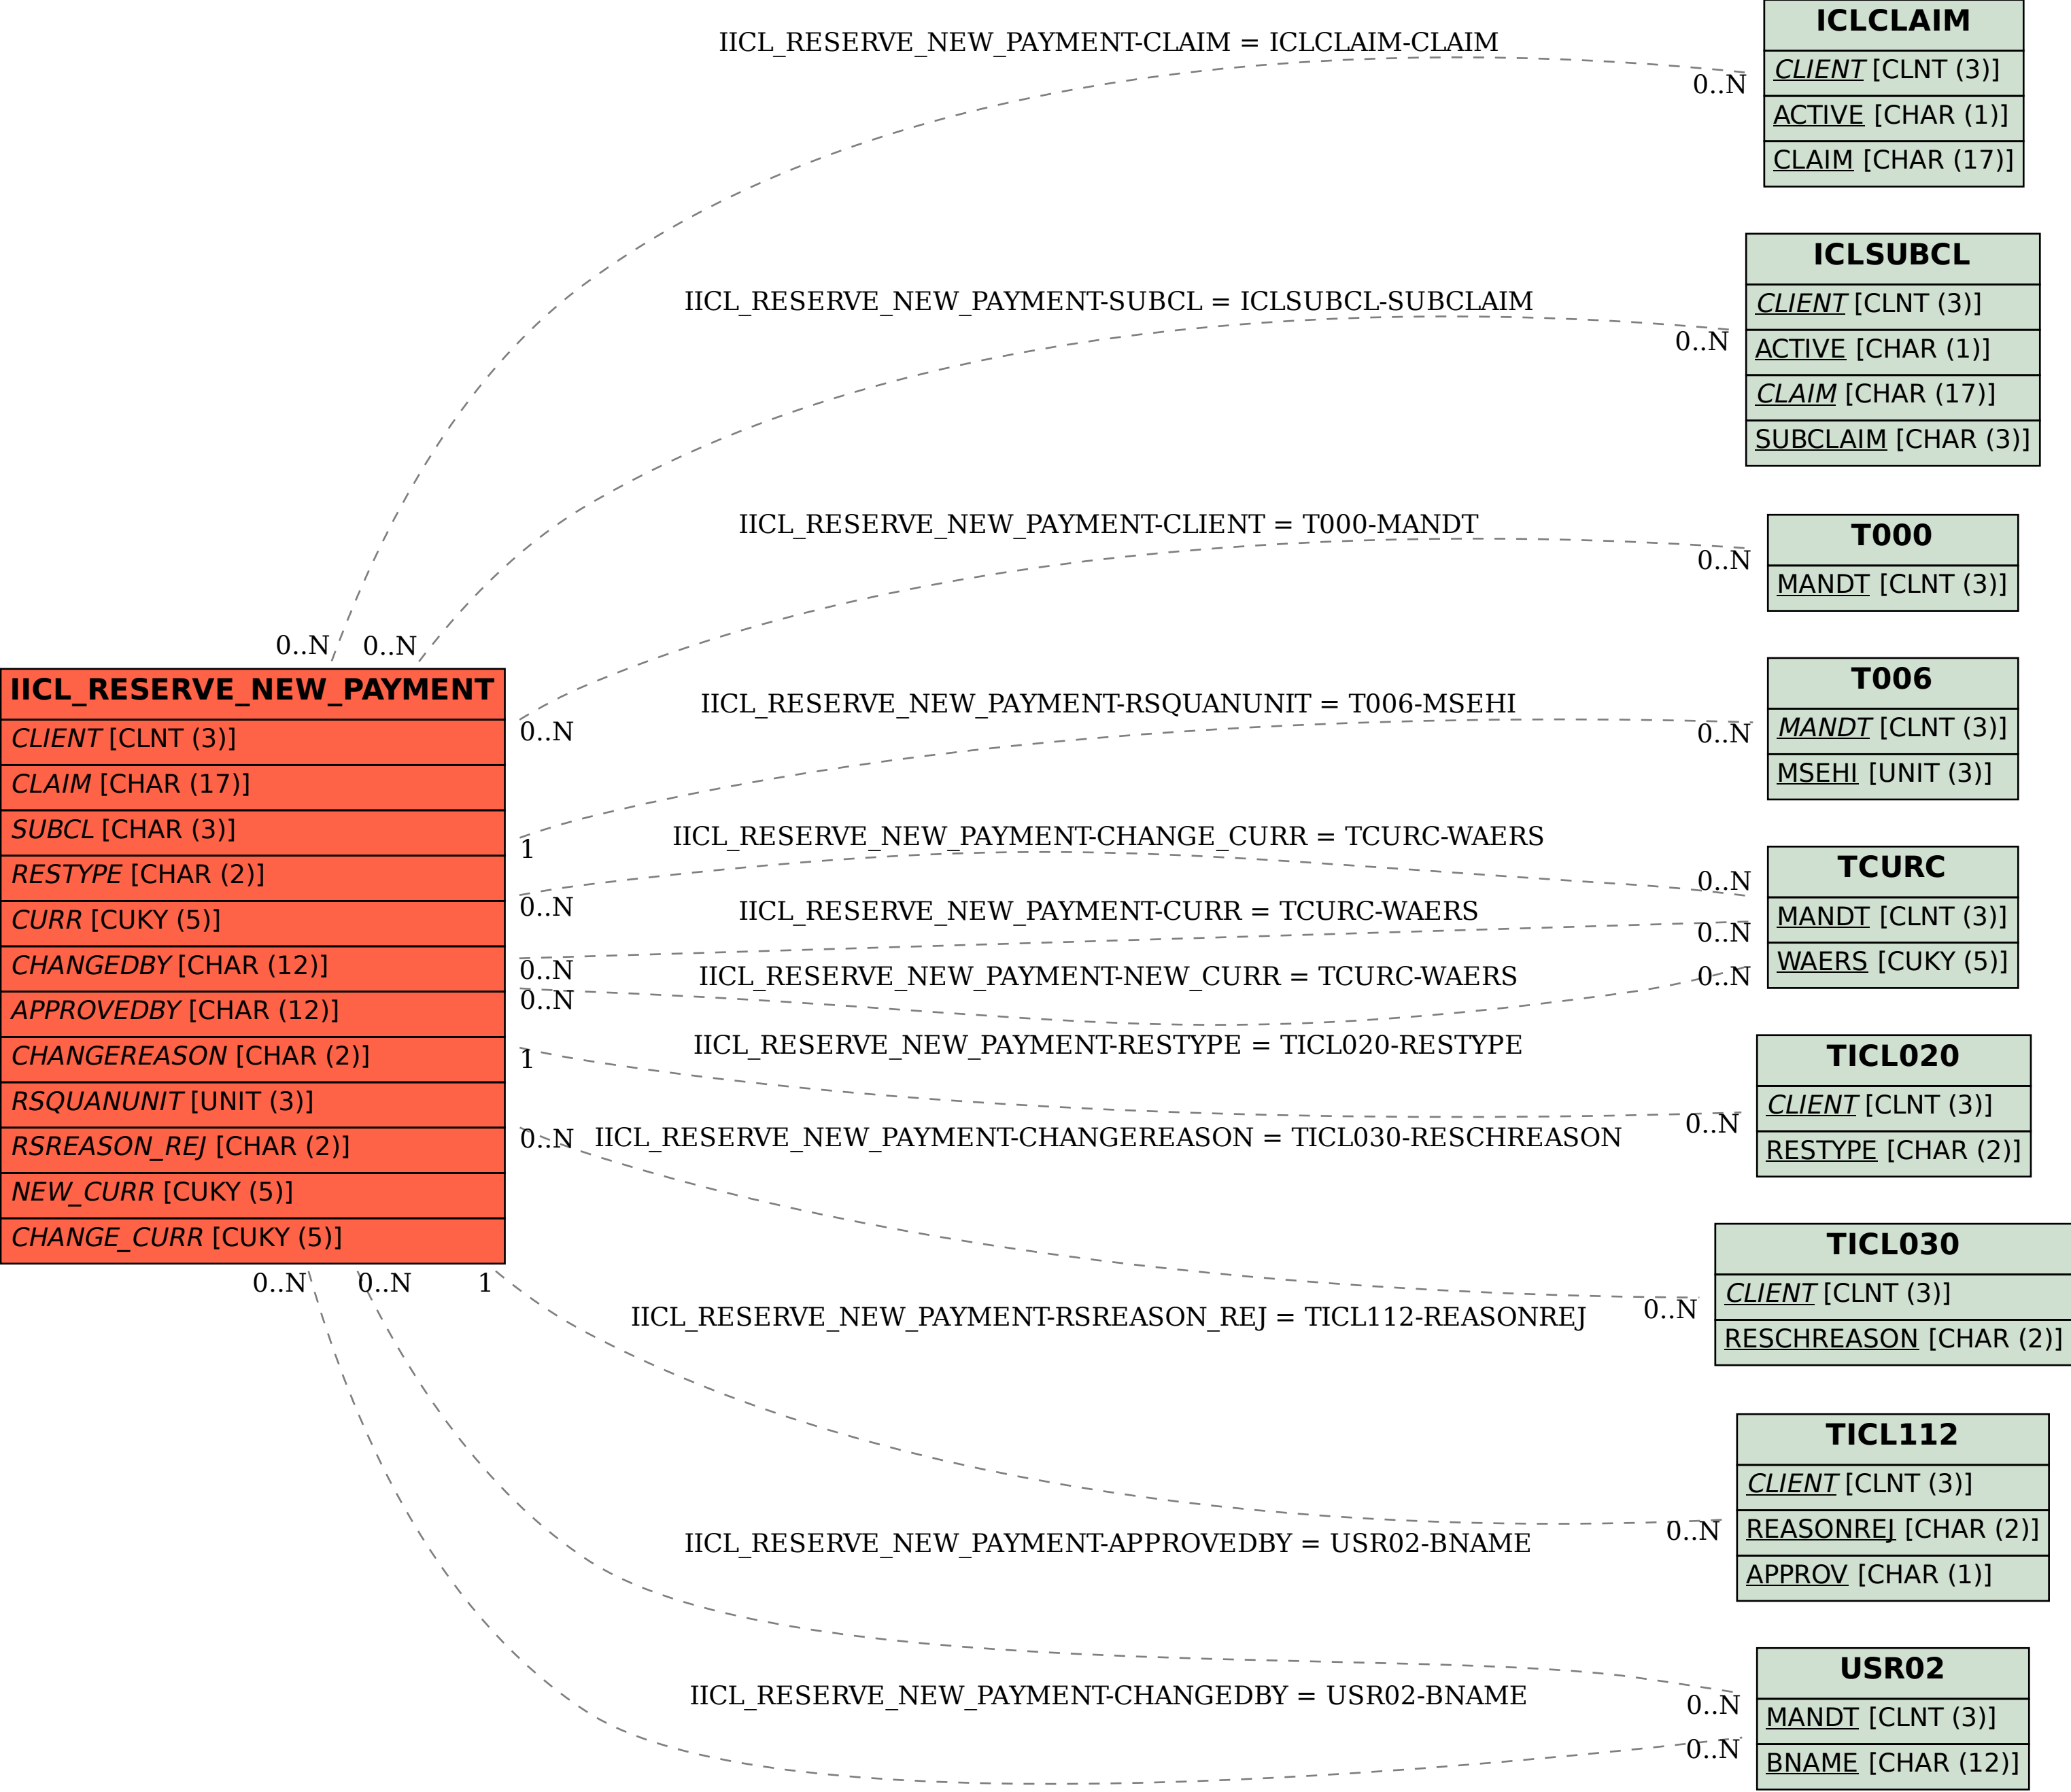 ICLCLAIM
CLIENT [CLNT (3)]
ACTIVE [CHAR (1)]
CLAIM [CHAR (17)]
IICL_RESERVE_NEW_PAYMENT-CLAIM = ICLCLAIM-CLAIM
0..N
0..N
ICLSUBCL
CLIENT [CLNT (3)]
ACTIVE [CHAR (1)]
CLAIM [CHAR (17)]
SUBCLAIM [CHAR (3)]
IICL_RESERVE_NEW_PAYMENT-SUBCL = ICLSUBCL-SUBCLAIM
0..N
0..N
T000
MANDT [CLNT (3)]
IICL_RESERVE_NEW_PAYMENT-CLIENT = T000-MANDT
0..N
0..N
IICL_RESERVE_NEW_PAYMENT
CLIENT [CLNT (3)]
CLAIM [CHAR (17)]
SUBCL [CHAR (3)]
RESTYPE [CHAR (2)]
CURR [CUKY (5)]
CHANGEDBY [CHAR (12)]
APPROVEDBY [CHAR (12)]
CHANGEREASON [CHAR (2)]
RSQUANUNIT [UNIT (3)]
RSREASON_REJ [CHAR (2)]
NEW_CURR [CUKY (5)]
CHANGE_CURR [CUKY (5)]
T006
MANDT [CLNT (3)]
MSEHI [UNIT (3)]
IICL_RESERVE_NEW_PAYMENT-RSQUANUNIT = T006-MSEHI
0..N
1
IICL_RESERVE_NEW_PAYMENT-CHANGE_CURR = TCURC-WAERS
0..N
0..N
TCURC
MANDT [CLNT (3)]
WAERS [CUKY (5)]
IICL_RESERVE_NEW_PAYMENT-CURR = TCURC-WAERS
0..N
0..N
IICL_RESERVE_NEW_PAYMENT-NEW_CURR = TCURC-WAERS
0..N
0..N
IICL_RESERVE_NEW_PAYMENT-RESTYPE = TICL020-RESTYPE
1
0..N
TICL020
CLIENT [CLNT (3)]
RESTYPE [CHAR (2)]
IICL_RESERVE_NEW_PAYMENT-CHANGEREASON = TICL030-RESCHREASON
0..N
0..N
TICL030
CLIENT [CLNT (3)]
RESCHREASON [CHAR (2)]
IICL_RESERVE_NEW_PAYMENT-RSREASON_REJ = TICL112-REASONREJ
1
0..N
TICL112
CLIENT [CLNT (3)]
REASONREJ [CHAR (2)]
APPROV [CHAR (1)]
IICL_RESERVE_NEW_PAYMENT-APPROVEDBY = USR02-BNAME
0..N
0..N
IICL_RESERVE_NEW_PAYMENT-CHANGEDBY = USR02-BNAME
0..N
0..N
USR02
MANDT [CLNT (3)]
BNAME [CHAR (12)]